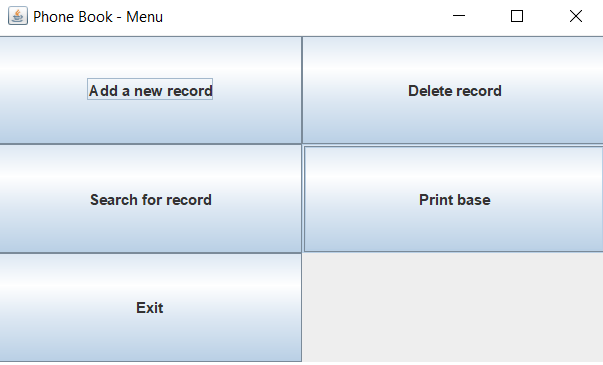 Phone Book - Menu
Add a new record
Delete record
Search for record
Print base
Exit